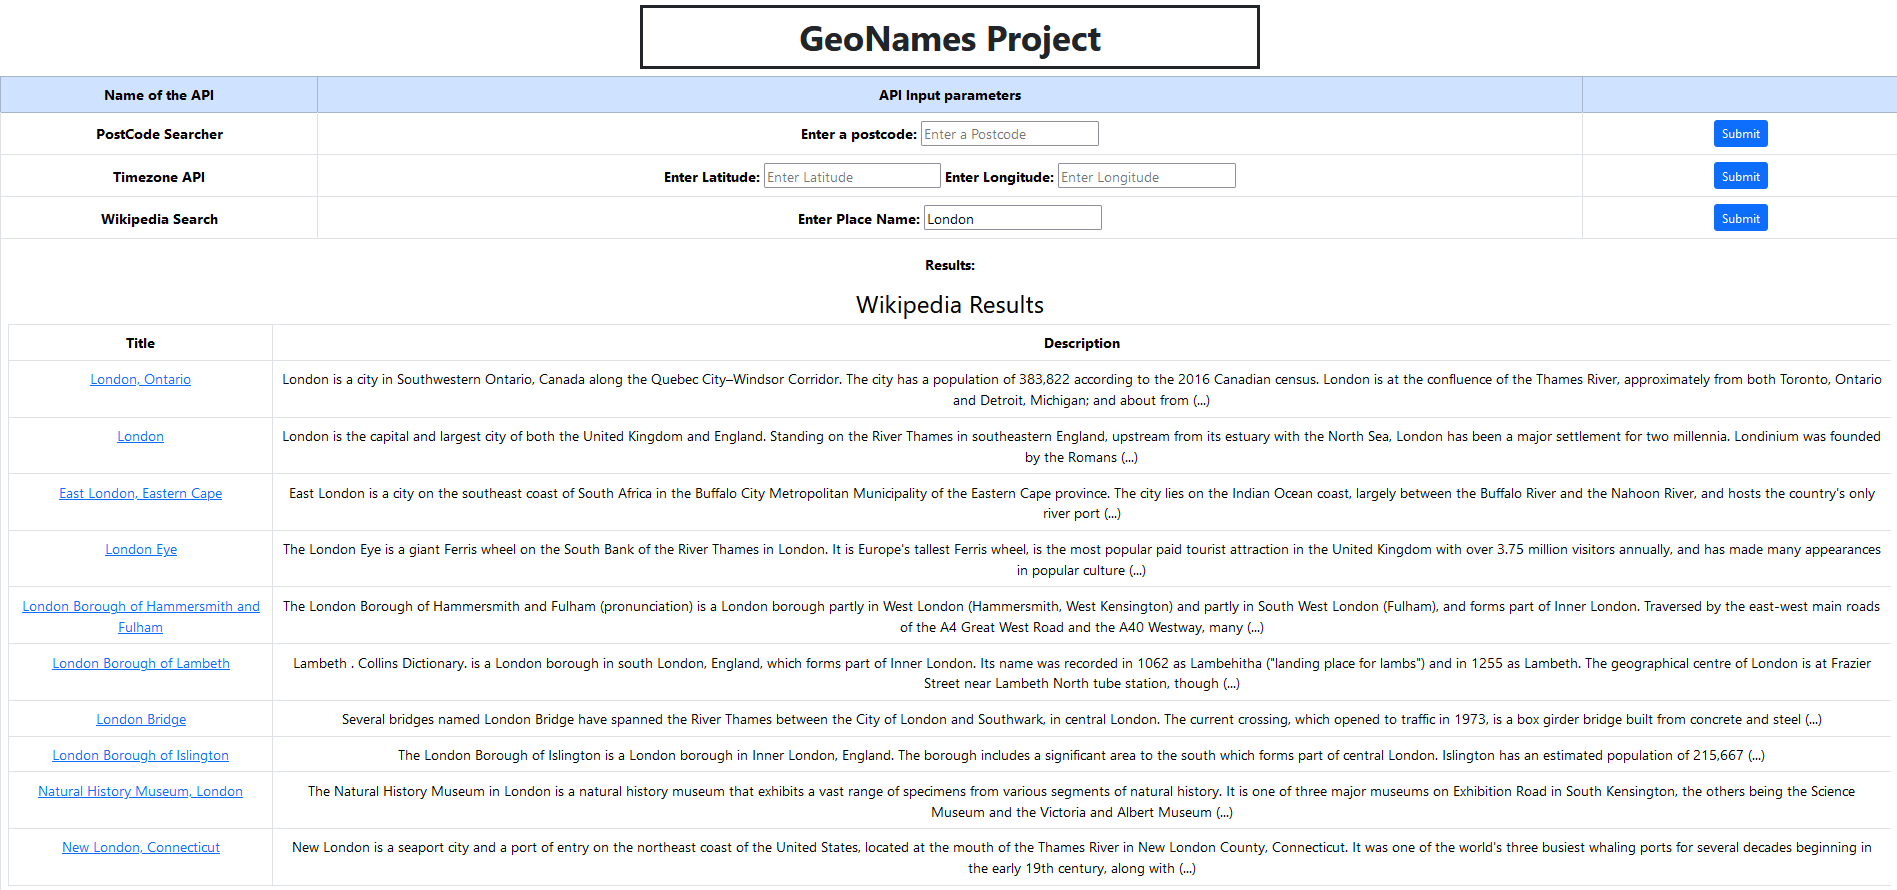 GeoNames Project
Name of the API API Input parameters
PostCode Searcher Enter a postcode: Enter a Postcode Submit
Timezone API Enter Latitude: Enter Latitude Enter Longitude: Enter Longitude Submit
Wikipedia Search Enter Place Name: London Submit
Results:
Wikipedia Results
Title Description
London, Ontario London is a city in Southwestern Ontario, Canada along the Quebec City–Windsor Corridor. The city has a population of 383,822 according to the 2016 Canadian census. London is at the confluence of the Thames River, approximately from both Toronto, Ontario
and Detroit, Michigan; and about from (...)
London London is the capital and largest city of both the United Kingdom and England. Standing on the River Thames in southeastern England, upstream from its estuary with the North Sea, London has been a major settlement for two millennia. Londinium was founded
by the Romans (...)
East London, Eastern Cape East London is a city on the southeast coast of South Africa in the Buffalo City Metropolitan Municipality of the Eastern Cape province. The city lies on the Indian Ocean coast, largely between the Buffalo River and the Nahoon River, and hosts the country's only
river port (...)
London Eye The London Eye is a giant Ferris wheel on the South Bank of the River Thames in London. It is Europe's tallest Ferris wheel, is the most popular paid tourist attraction in the United Kingdom with over 3.75 million visitors annually, and has made many appearances
in popular culture (...)
London Borough of Hammersmith and The London Borough of Hammersmith and Fulham (pronunciation) is a London borough partly in West London (Hammersmith, West Kensington) and partly in South West London (Fulham), and forms part of Inner London. Traversed by the east-west main roads
Fulham of the A4 Great West Road and the A40 Westway, many (...)
London Borough of Lambeth Lambeth . Collins Dictionary. is a London borough in south London, England, which forms part of Inner London. Its name was recorded in 1062 as Lambehitha ("landing place for lambs") and in 1255 as Lambeth. The geographical centre of London is at Frazier
Street near Lambeth North tube station, though (...)
London Bridge Several bridges named London Bridge have spanned the River Thames between the City of London and Southwark, in central London. The current crossing, which opened to traffic in 1973, is a box girder bridge built from concrete and steel (...)
London Borough of Islington The London Borough of Islington is a London borough in Inner London, England. The borough includes a significant area to the south which forms part of central London. Islington has an estimated population of 215,667 (...)
Natural History Museum, London The Natural History Museum in London is a natural history museum that exhibits a vast range of specimens from various segments of natural history. It is one of three major museums on Exhibition Road in South Kensington, the others being the Science
Museum and the Victoria and Albert Museum (...)
New London, Connecticut New London is a seaport city and a port of entry on the northeast coast of the United States, located at the mouth of the Thames River in New London County, Connecticut. It was one of the world's three busiest whaling ports for several decades beginning in
the early 19th century, along with (...)